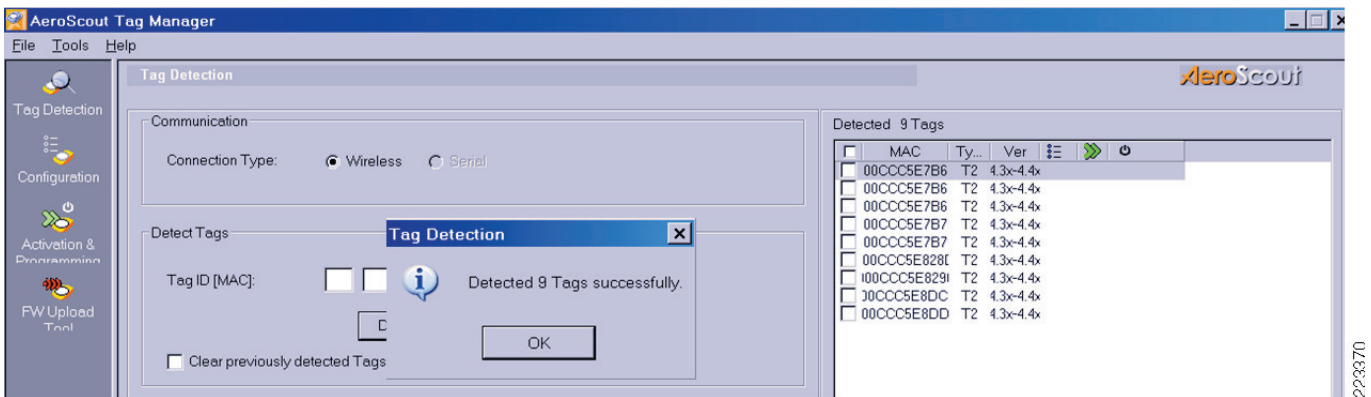 AeroScout Tag Manager
File Tools Help
Tag Detection
Configuration
Activation &
Programming
FW Upload
Tool
Tag Detection
AeroScout
Communication
Connection Type: Wireless Serial
Detect Tags
Tag ID [MAC]:
D
Clear previously detected Tags
Tag Detection
Detected 9 Tags successfully.
OK
Detected 9 Tags
MAC Ty... Ver
00CCC5E7B6 T2 4.3x-4.4x
00CCC5E7B6 T2 4.3x-4.4x
00CCC5E7B6 T2 4.3x-4.4x
00CCC5E7B7 T2 4.3x-4.4x
00CCC5E7B7 T2 4.3x-4.4x
00CCC5E828 T2 4.3x-4.4x
00CCC5E829 T2 4.3x-4.4x
00CCC5E8DC T2 4.3x-4.4x
00CCC5E8DD T2 4.3x-4.4x
223370